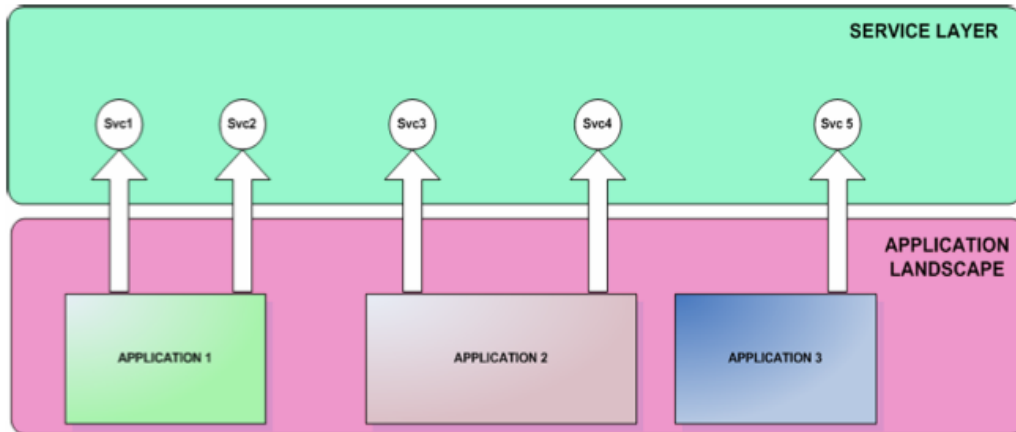 SERVICE LAYER
Svc1
Svc2
Svc3
Svc4
Svc 5
APPLICATION
LANDSCAPE
APPLICATION 1
APPLICATION 2
APPLICATION 3